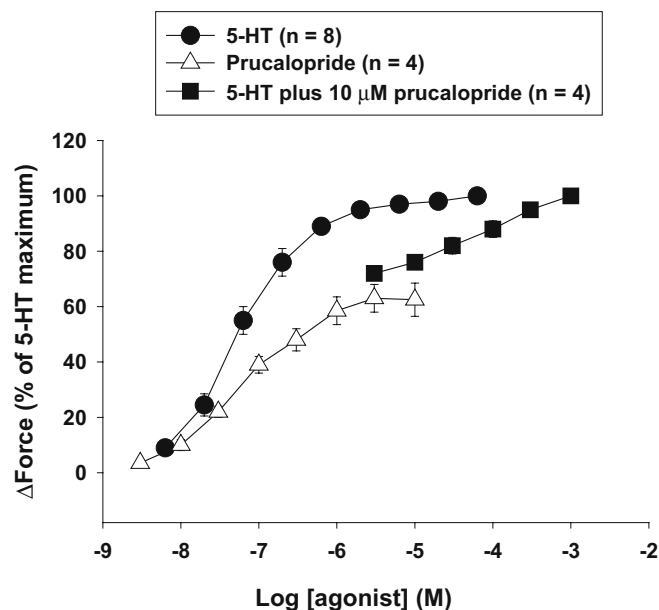 5-HT (n = 8)
Prucalopride (n = 4)
5-HT plus 10 μM prucalopride (n = 4)
ΔForce (% of 5-HT maximum)
120
100
80
60
40
20
0
-9 -8 -7 -6 -5 -4 -3 -2
Log [agonist] (M)